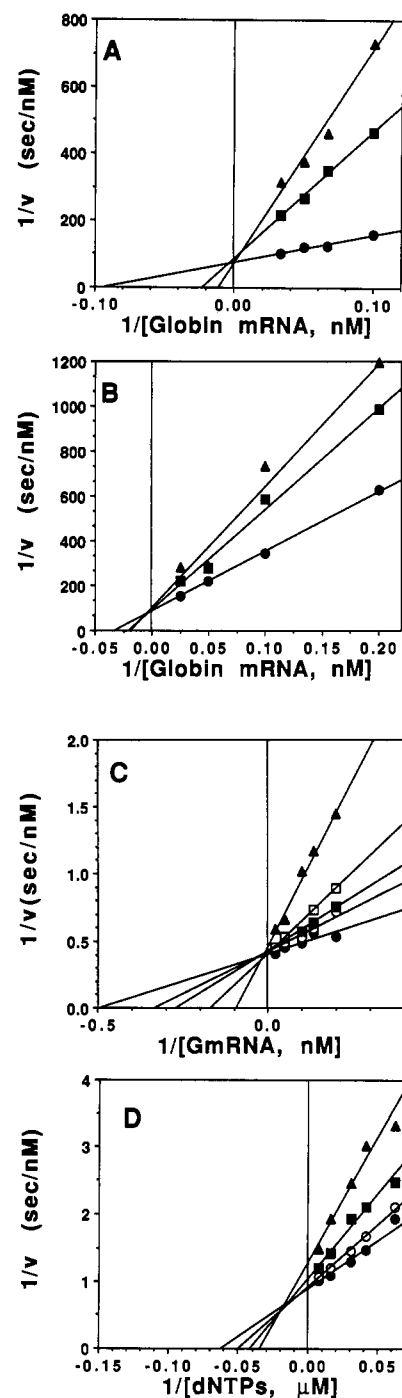 A
800
600
400
200
0
1/v (sec/nM)
-0.10 0.00 0.10
1/[Globin mRNA, nM]
B
1200
1000
800
600
400
200
0
1/v (sec/nM)
-0.05 0.00 0.05 0.10 0.15 0.20
1/[Globin mRNA, nM]
C
2.0
1.5
1.0
0.5
0.0
1/v(sec/nM)
-0.5 0.0
1/[GmRNA, nM]
D
4
3
2
1
0
1/v (sec/nM)
-0.15 -0.10 -0.05 0.00 0.05
1/[dNTPs, μM]